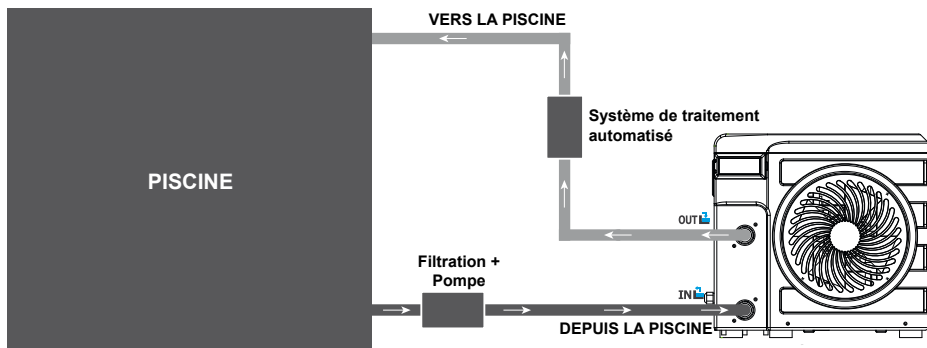 VERS LA PISCINE
Système de traitement
automatisé
PISCINE
OUT
Filtration +
Pompe
IN
DEPUIS LA PISCINE